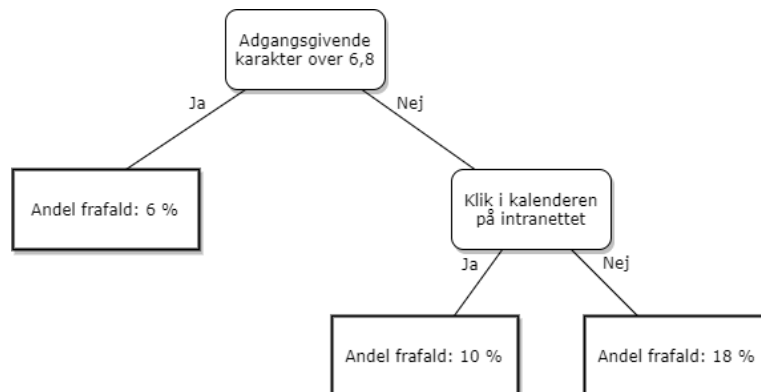 Adgangsgivende
karakter over 6,8
Ja
Nej
Andel frafald: 6 %
Klik i kalenderen
på intranettet
Ja
Nej
Andel frafald: 10 %
Andel frafald: 18 %